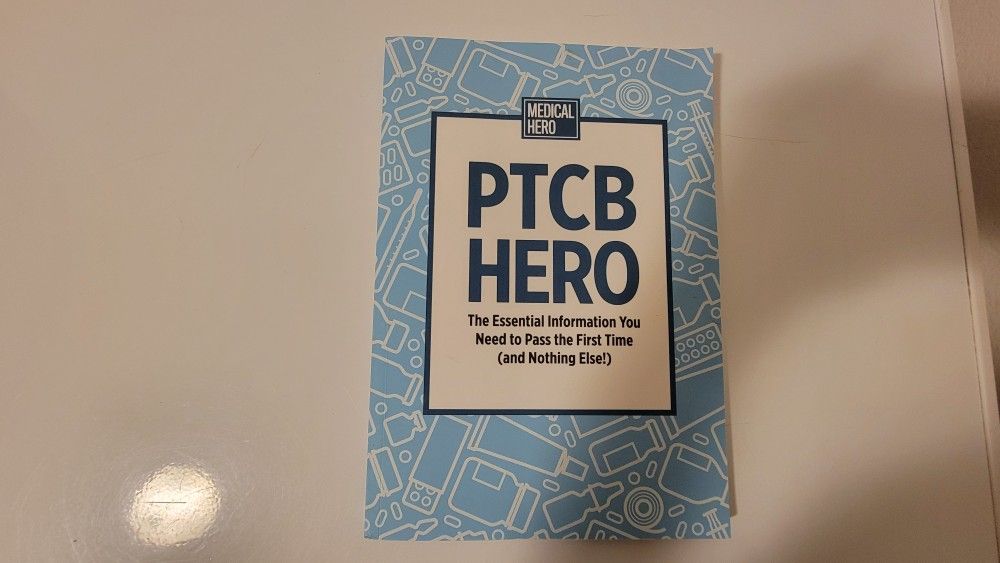 MEDICAL
HERO
PTCB
HERO
The Essential Information You
Need to Pass the First Time
(and Nothing Else!)